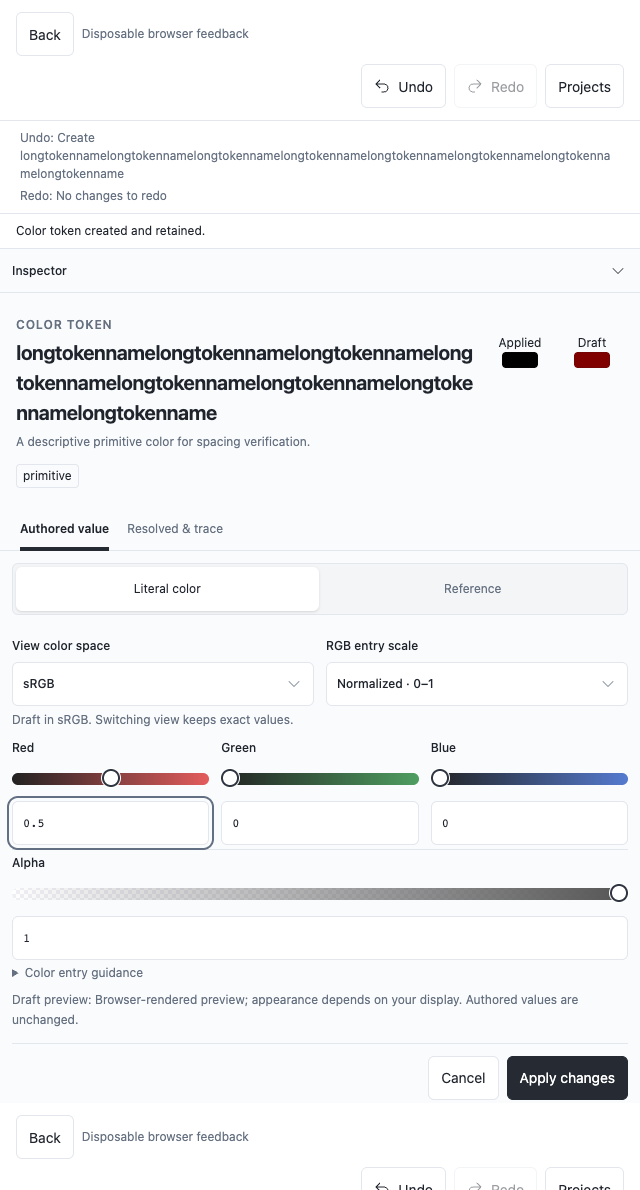 Back
Disposable browser feedback
Undo
Redo
Projects
Undo: Create
longtokennamelongtokennamelongtokennamelongtokennamelongtokennamelongtokennamelongtokenna
melongtokenname
Redo: No changes to redo
Color token created and retained.
Inspector
COLOR TOKEN
longtokennamelongtokennamelongtokennamelong
tokennamelongtokennamelongtokennamelongtoke
nnamelongtokenname
Applied
Draft
A descriptive primitive color for spacing verification.
primitive
Authored value
Resolved & trace
Literal color
Reference
View color space
RGB entry scale
sRGB
Normalized · 0–1
Draft in sRGB. Switching view keeps exact values.
Red
Green
Blue
0.5
0
0
Alpha
1
Color entry guidance
Draft preview: Browser-rendered preview; appearance depends on your display. Authored values are
unchanged.
Cancel
Apply changes
Back
Disposable browser feedback
Undo
Redo
Projects